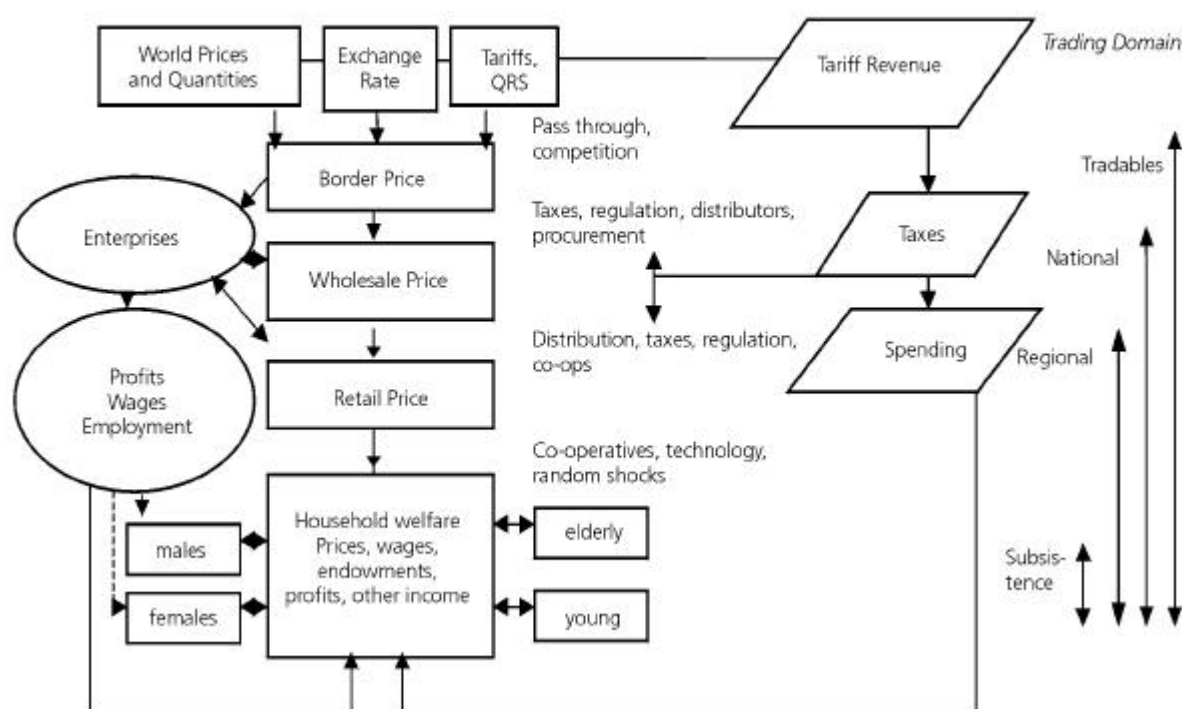 World Prices
and Quantities
Exchange
Rate
Tariffs,
QRS
Tariff Revenue
Trading Domain
Pass through,
competition
Tradables
Border Price
Enterprises
Taxes, regulation, distributors,
procurement
Taxes
National
Wholesale Price
Distribution, taxes, regulation,
co-ops
Spending
Regional
Profits
Wages
Employment
Retail Price
Co-operatives, technology,
random shocks
Household welfare
Prices, wages,
endowments,
profits, other income
males
females
elderly
young
Subsis-
tence